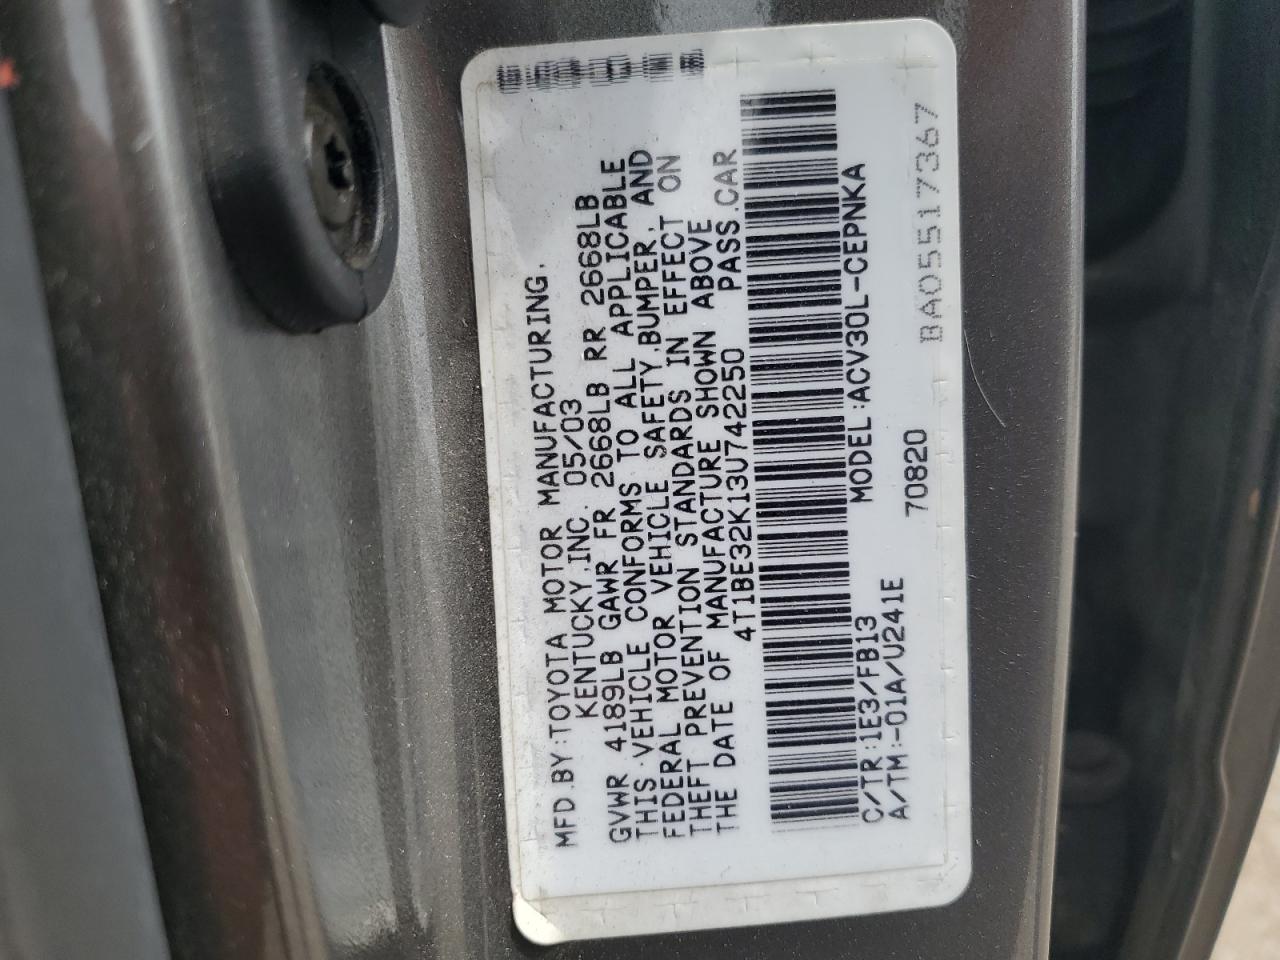 MFD.BY:TOYOTA MOTOR MANUFACTURING,
KENTUCKY,INC. 05/03
GVWR 4189LB GAWR FR 2668LB RR 2668LB
THIS VEHICLE CONFORMS TO ALL APPLICABLE
FEDERAL MOTOR VEHICLE SAFETY,BUMPER, AND
THEFT PREVENTION STANDARDS IN EFFECT ON
THE DATE OF MANUFACTURE SHOWN ABOVE
4T1BE32K13U742250 PASS.CAR
C/TR:1E3/FB13 MODEL:ACV30L-CEPNKA
A/TM:-01A/U241E 70820
BA05517367